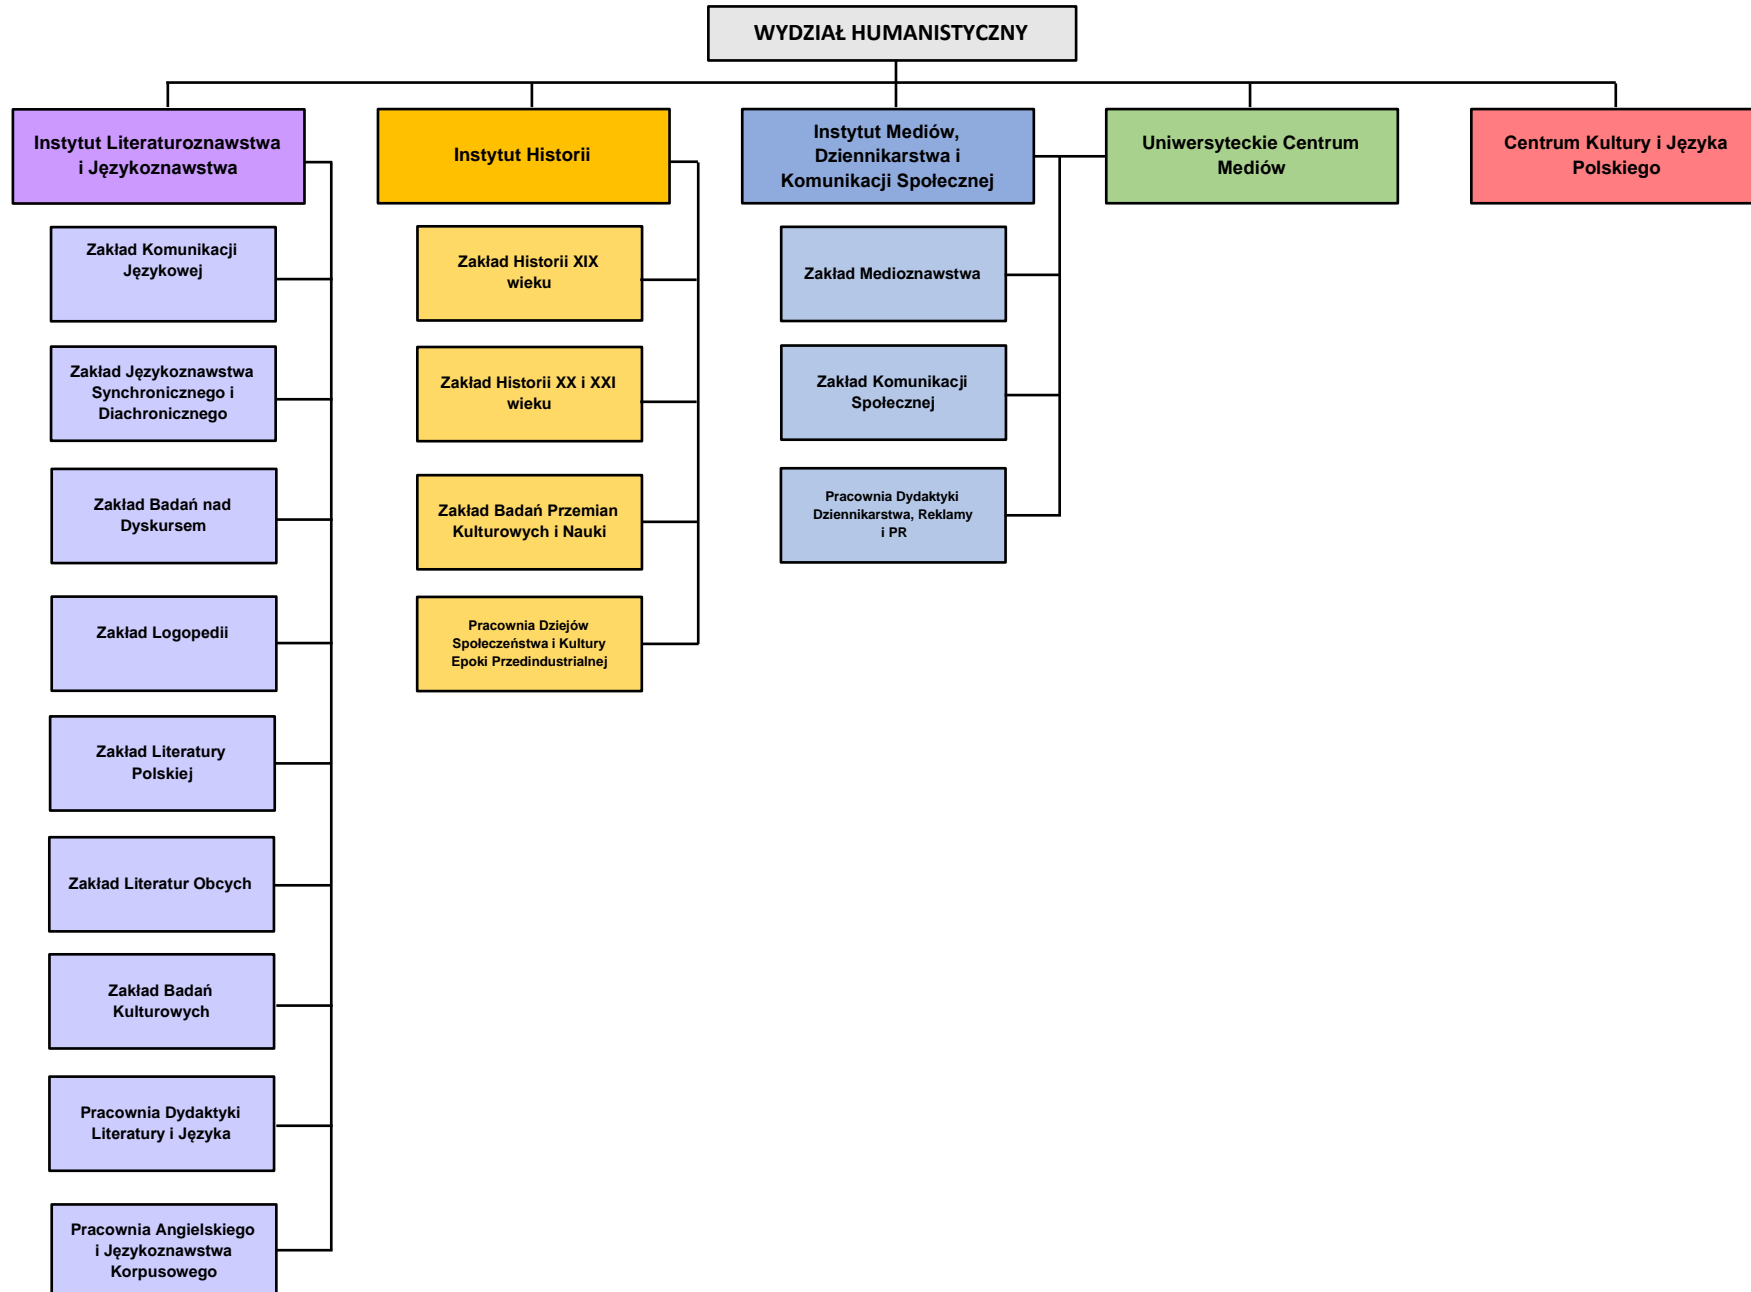 WYDZIAŁ HUMANISTYCZNY
Instytut Literaturoznawstwa
i Językoznawstwa
Instytut Historii
Instytut Mediów,
Dziennikarstwa i
Komunikacji Społecznej
Uniwersyteckie Centrum
Mediów
Centrum Kultury i Języka
Polskiego
Zakład Komunikacji
Językowej
Zakład Językoznawstwa
Synchronicznego i
Diachronicznego
Zakład Badań nad
Dyskursem
Zakład Logopedii
Zakład Literatury
Polskiej
Zakład Literatur Obcych
Zakład Badań
Kulturowych
Pracownia Dydaktyki
Literatury i Języka
Pracownia Angielskiego
i Językoznawstwa
Korpusowego
Zakład Historii XIX
wieku
Zakład Historii XX i XXI
wieku
Zakład Badań Przemian
Kulturowych i Nauki
Pracownia Dziejów
Społeczeństwa i Kultury
Epoki Przedindustrialnej
Zakład Medioznawstwa
Zakład Komunikacji
Społecznej
Pracownia Dydaktyki
Dziennikarstwa, Reklamy
i PR